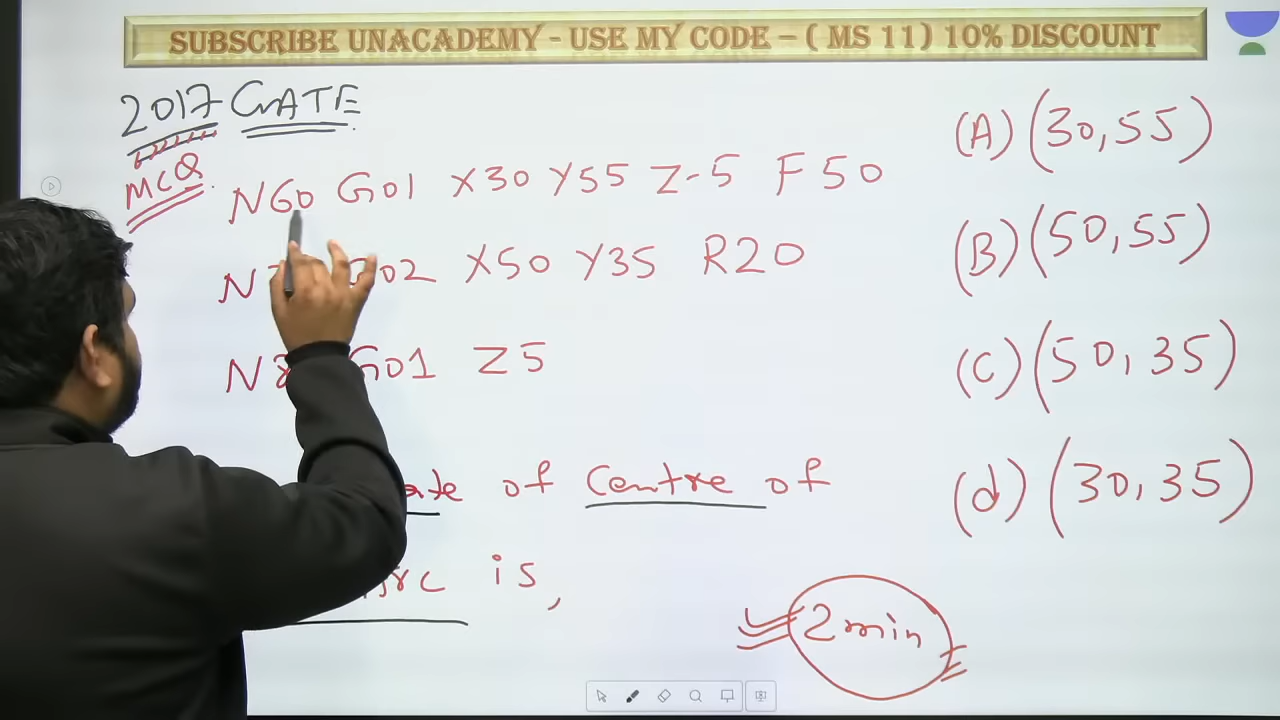 SUBSCRIBE UNACADEMY - USE MY CODE - ( MS 11) 10% DISCOUNT
2017 GATE
MCQ
N60 G01 X30 Y55 Z-5 F50
G02 X50 Y35 R20
G01 Z5
of Centre of
is,
(A) (30,55)
(B) (50,55)
(C) (50,35)
(d) (30,35)
2min